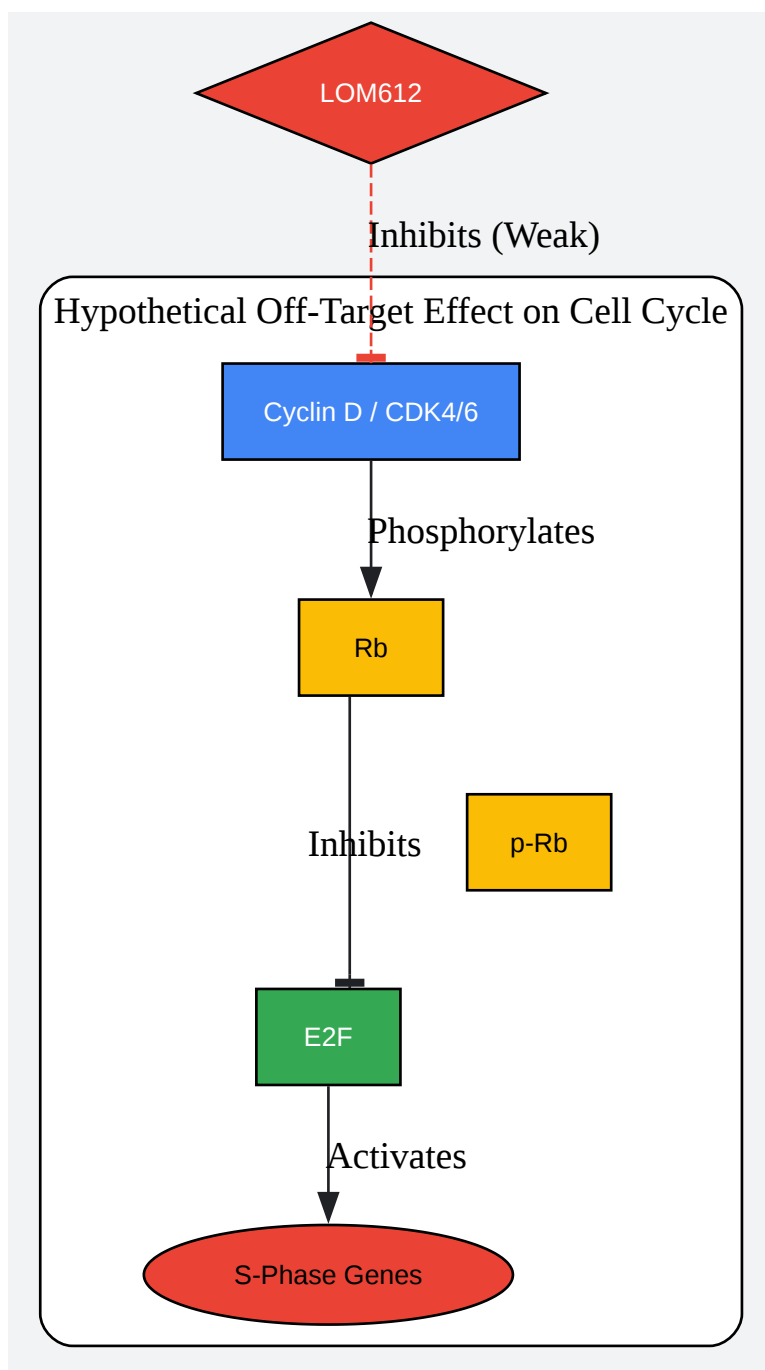 LOM612
Inhibits (Weak)
Hypothetical Off-Target Effect on Cell Cycle
Cyclin D / CDK4/6
Phosphorylates
Rb
Inhibits
p-Rb
E2F
Activates
S-Phase Genes